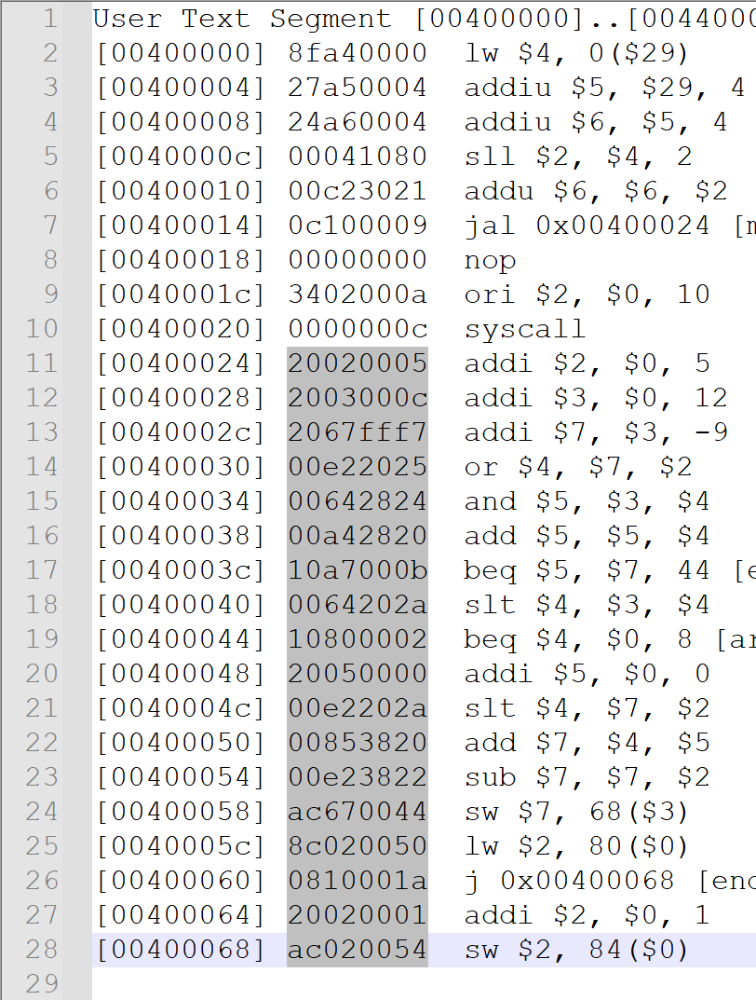 1 User Text Segment [00400000]..[0044000
2 [00400000] 8fa40000 lw $4, 0($29)
3 [00400004] 27a50004 addiu $5, $29, 4
4 [00400008] 24a60004 addiu $6, $5, 4
5 [0040000c] 00041080 sll $2, $4, 2
6 [00400010] 00c23021 addu $6, $6, $2
7 [00400014] 0c100009 jal 0x00400024 [m
8 [00400018] 00000000 nop
9 [0040001c] 3402000a ori $2, $0, 10
10 [00400020] 0000000c syscall
11 [00400024] 20020005 addi $2, $0, 5
12 [00400028] 2003000c addi $3, $0, 12
13 [0040002c] 2067fff7 addi $7, $3, -9
14 [00400030] 00e22025 or $4, $7, $2
15 [00400034] 00642824 and $5, $3, $4
16 [00400038] 00a42820 add $5, $5, $4
17 [0040003c] 10a7000b beq $5, $7, 44 [e
18 [00400040] 0064202a slt $4, $3, $4
19 [00400044] 10800002 beq $4, $0, 8 [ar
20 [00400048] 20050000 addi $5, $0, 0
21 [0040004c] 00e2202a slt $4, $7, $2
22 [00400050] 00853820 add $7, $4, $5
23 [00400054] 00e23822 sub $7, $7, $2
24 [00400058] ac670044 sw $7, 68($3)
25 [0040005c] 8c020050 lw $2, 80($0)
26 [00400060] 0810001a j 0x00400068 [end
27 [00400064] 20020001 addi $2, $0, 1
28 [00400068] ac020054 sw $2, 84($0)
29